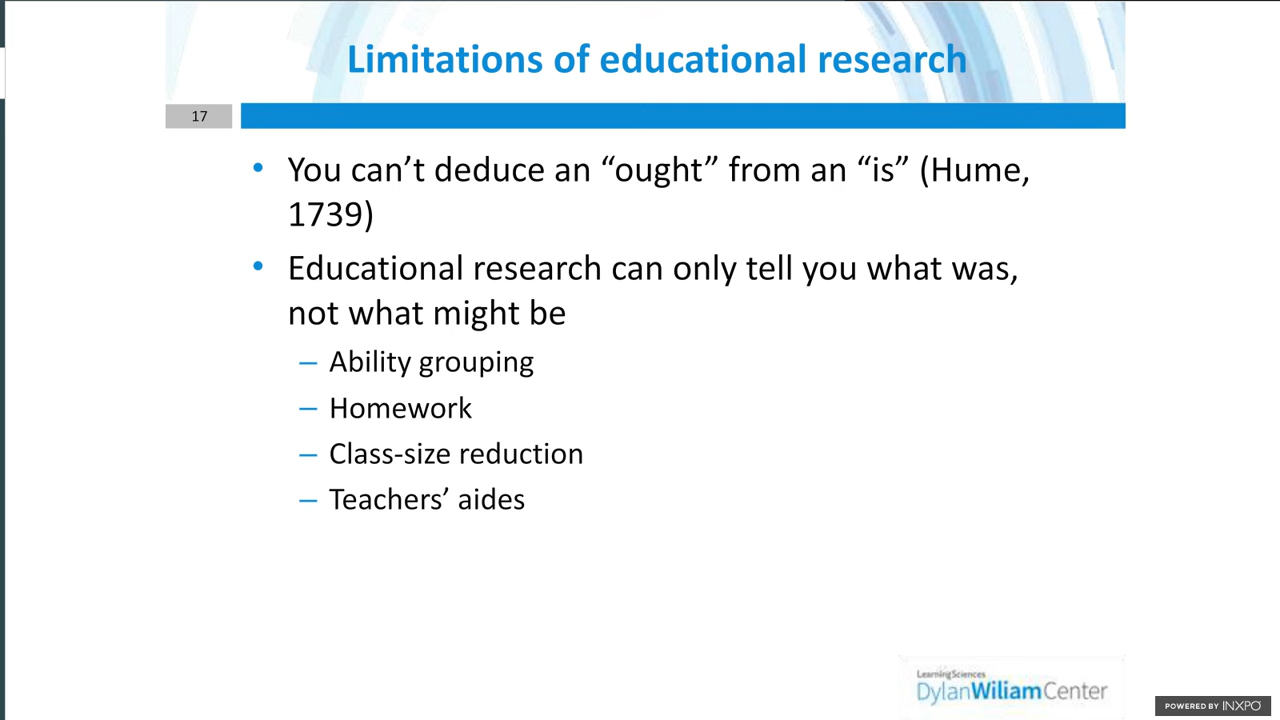 Limitations of educational research
17
• You can’t deduce an “ought” from an “is” (Hume,
1739)
• Educational research can only tell you what was,
not what might be
– Ability grouping
– Homework
– Class-size reduction
– Teachers’ aides
LearningSciences
DylanWiliamCenter
POWERED BY INXPO